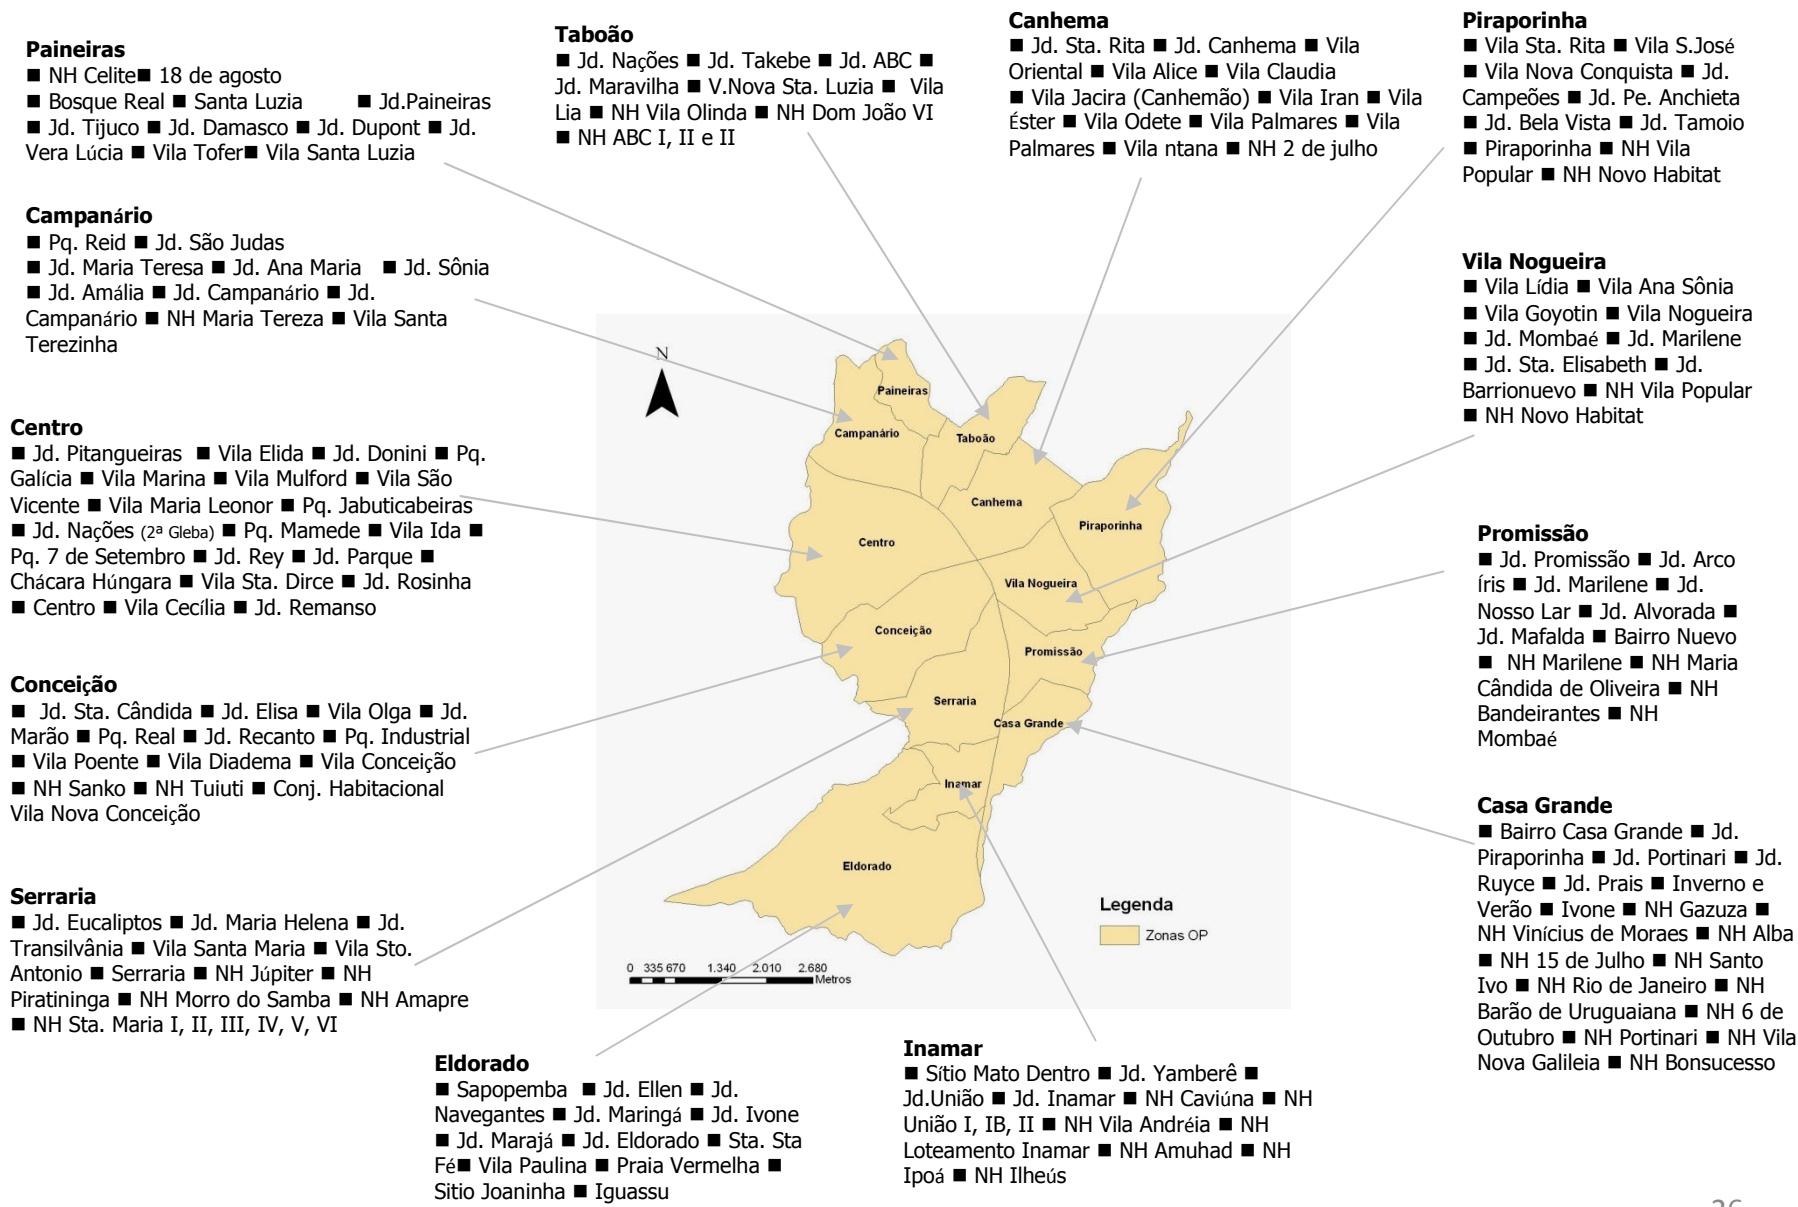 Paineiras
■ NH Celite■ 18 de agosto
■ Bosque Real ■ Santa Luzia ■ Jd.Paineiras
■ Jd. Tijuco ■ Jd. Damasco ■ Jd. Dupont ■ Jd.
Vera Lúcia ■ Vila Tofer■ Vila Santa Luzia
Taboão
■ Jd. Nações ■ Jd. Takebe ■ Jd. ABC ■
Jd. Maravilha ■ V.Nova Sta. Luzia ■ Vila
Lia ■ NH Vila Olinda ■ NH Dom João VI
■ NH ABC I, II e II
Canhema
■ Jd. Sta. Rita ■ Jd. Canhema ■ Vila
Oriental ■ Vila Alice ■ Vila Claudia
■ Vila Jacira (Canhemão) ■ Vila Iran ■ Vila
Éster ■ Vila Odete ■ Vila Palmares ■ Vila
Palmares ■ Vila ntana ■ NH 2 de julho
Piraporinha
■ Vila Sta. Rita ■ Vila S.José
■ Vila Nova Conquista ■ Jd.
Campeões ■ Jd. Pe. Anchieta
■ Jd. Bela Vista ■ Jd. Tamoio
■ Piraporinha ■ NH Vila
Popular ■ NH Novo Habitat
Campanário
■ Pq. Reid ■ Jd. São Judas
■ Jd. Maria Teresa ■ Jd. Ana Maria ■ Jd. Sônia
■ Jd. Amália ■ Jd. Campanário ■ Jd.
Campanário ■ NH Maria Tereza ■ Vila Santa
Terezinha
Vila Nogueira
■ Vila Lídia ■ Vila Ana Sônia
■ Vila Goyotin ■ Vila Nogueira
■ Jd. Mombaé ■ Jd. Marilene
■ Jd. Sta. Elisabeth ■ Jd.
Barrionuevo ■ NH Vila Popular
■ NH Novo Habitat
Centro
■ Jd. Pitangueiras ■ Vila Elida ■ Jd. Donini ■ Pq.
Galícia ■ Vila Marina ■ Vila Mulford ■ Vila São
Vicente ■ Vila Maria Leonor ■ Pq. Jabuticabeiras
■ Jd. Nações (2ª Gleba) ■ Pq. Mamede ■ Vila Ida ■
Pq. 7 de Setembro ■ Jd. Rey ■ Jd. Parque ■
Chácara Húngara ■ Vila Sta. Dirce ■ Jd. Rosinha
■ Centro ■ Vila Cecília ■ Jd. Remanso
N
Paineiras
Campanário
Taboão
Canhema
Piraporinha
Centro
Vila Nogueira
Conceição
Promissão
Serraria
Casa Grande
Inamar
Eldorado
Legenda
Zonas OP
0 335 670 1.340 2.010 2.680
Metros
Promissão
■ Jd. Promissão ■ Jd. Arco
íris ■ Jd. Marilene ■ Jd.
Nosso Lar ■ Jd. Alvorada ■
Jd. Mafalda ■ Bairro Nuevo
■ NH Marilene ■ NH Maria
Cândida de Oliveira ■ NH
Bandeirantes ■ NH
Mombaé
Conceição
■ Jd. Sta. Cândida ■ Jd. Elisa ■ Vila Olga ■ Jd.
Marão ■ Pq. Real ■ Jd. Recanto ■ Pq. Industrial
■ Vila Poente ■ Vila Diadema ■ Vila Conceição
■ NH Sanko ■ NH Tuiuti ■ Conj. Habitacional
Vila Nova Conceição
Casa Grande
■ Bairro Casa Grande ■ Jd.
Piraporinha ■ Jd. Portinari ■ Jd.
Ruyce ■ Jd. Prais ■ Inverno e
Verão ■ Ivone ■ NH Gazuza ■
NH Vinícius de Moraes ■ NH Alba
■ NH 15 de Julho ■ NH Santo
Ivo ■ NH Rio de Janeiro ■ NH
Barão de Uruguaiana ■ NH 6 de
Outubro ■ NH Portinari ■ NH Vila
Nova Galileia ■ NH Bonsucesso
Serraria
■ Jd. Eucaliptos ■ Jd. Maria Helena ■ Jd.
Transilvânia ■ Vila Santa Maria ■ Vila Sto.
Antonio ■ Serraria ■ NH Júpiter ■ NH
Piratininga ■ NH Morro do Samba ■ NH Amapre
■ NH Sta. Maria I, II, III, IV, V, VI
Eldorado
■ Sapopemba ■ Jd. Ellen ■ Jd.
Navegantes ■ Jd. Maringá ■ Jd. Ivone
■ Jd. Marajá ■ Jd. Eldorado ■ Sta. Sta
Fé■ Vila Paulina ■ Praia Vermelha ■
Sitio Joaninha ■ Iguassu
Inamar
■ Sítio Mato Dentro ■ Jd. Yamberê ■
Jd.União ■ Jd. Inamar ■ NH Caviúna ■ NH
União I, IB, II ■ NH Vila Andréia ■ NH
Loteamento Inamar ■ NH Amuhad ■ NH
Ipoá ■ NH Ilheús